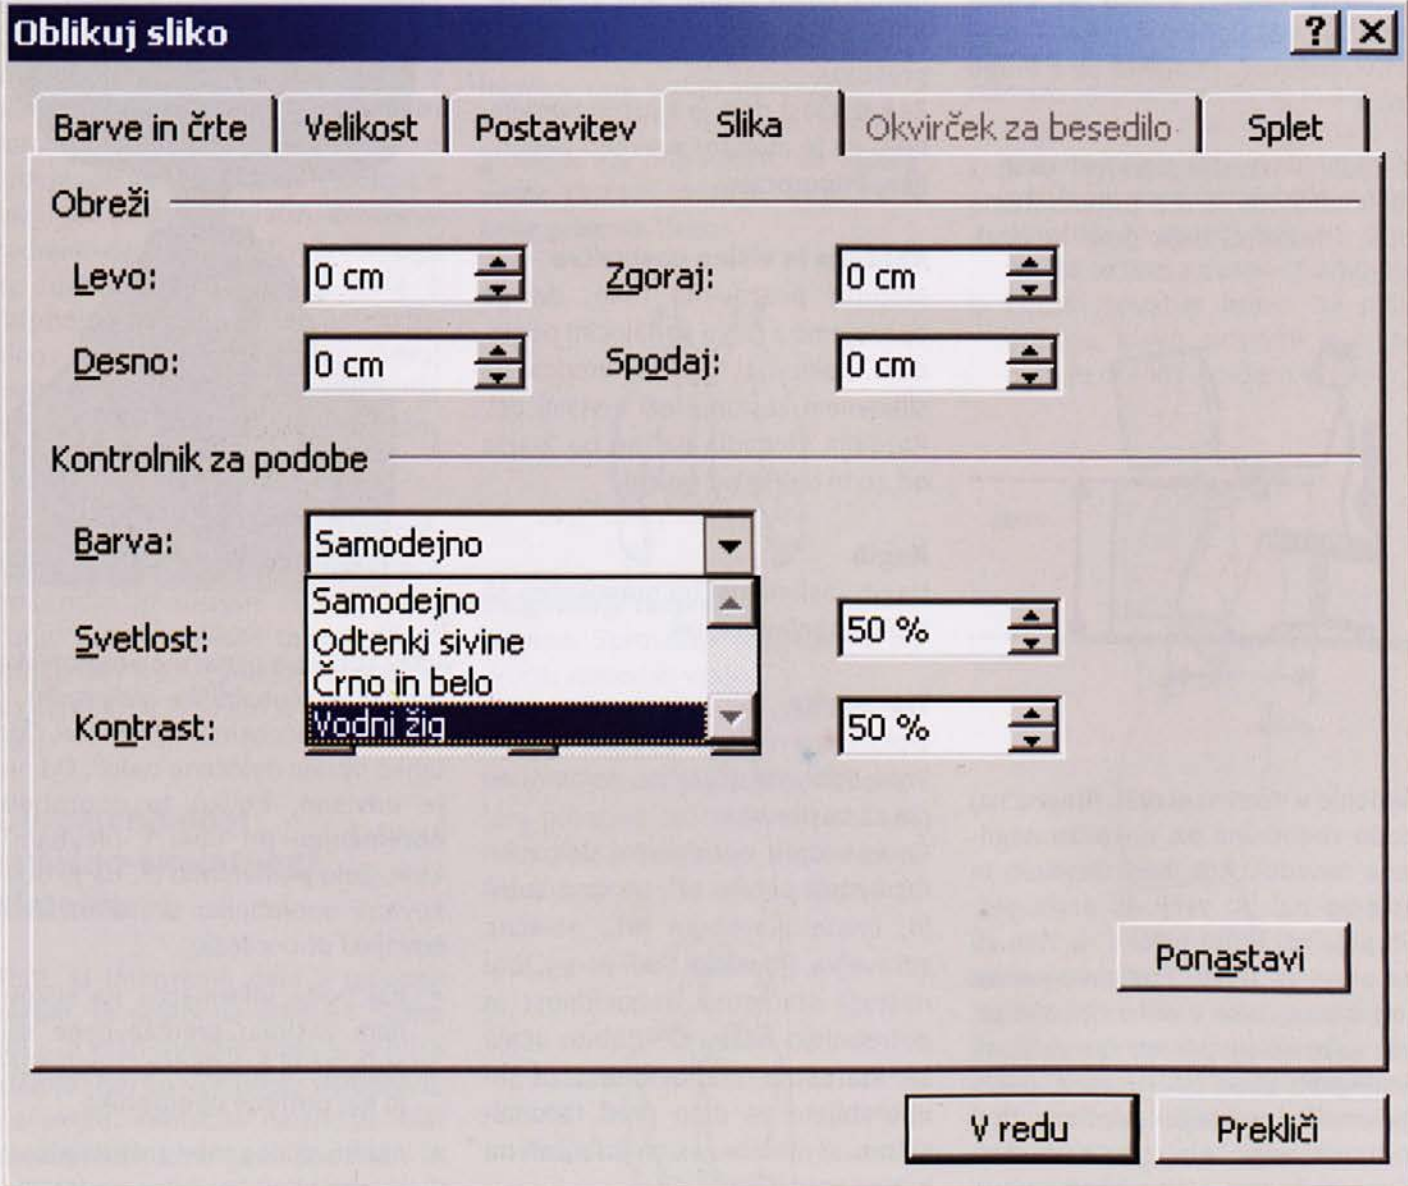 Oblikuj sliko
Barve in črte Velikost Postavitev Slika Okvirček za besedilo Splet
Obreži
Levo: 0 cm Zgoraj: 0 cm
Desno: 0 cm Spodaj: 0 cm
Kontrolnik za podobe
Barva: Samodejno
Samodejno
Odtenki sivine
Svetlost: 50 %
Črno in belo
Vodni žig
Kontrast: 50 %
Ponastavi
V redu Prekliči